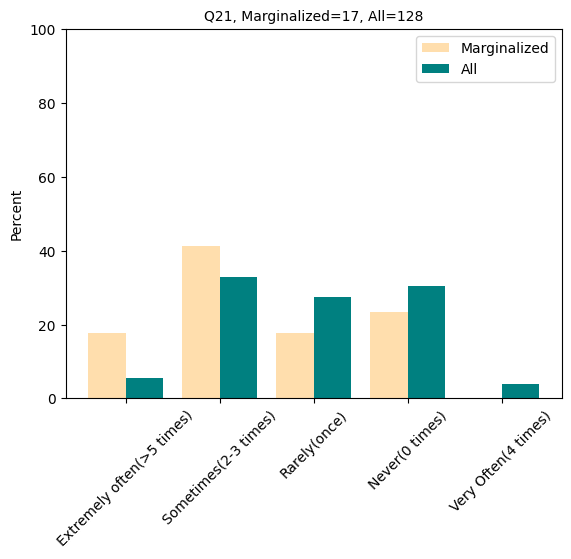 Q21, Marginalized=17, All=128
Marginalized
All
Percent
100
80
60
40
20
0
Extremely often(>5 times)
Sometimes(2-3 times)
Rarely(once)
Never(0 times)
Very Often(4 times)